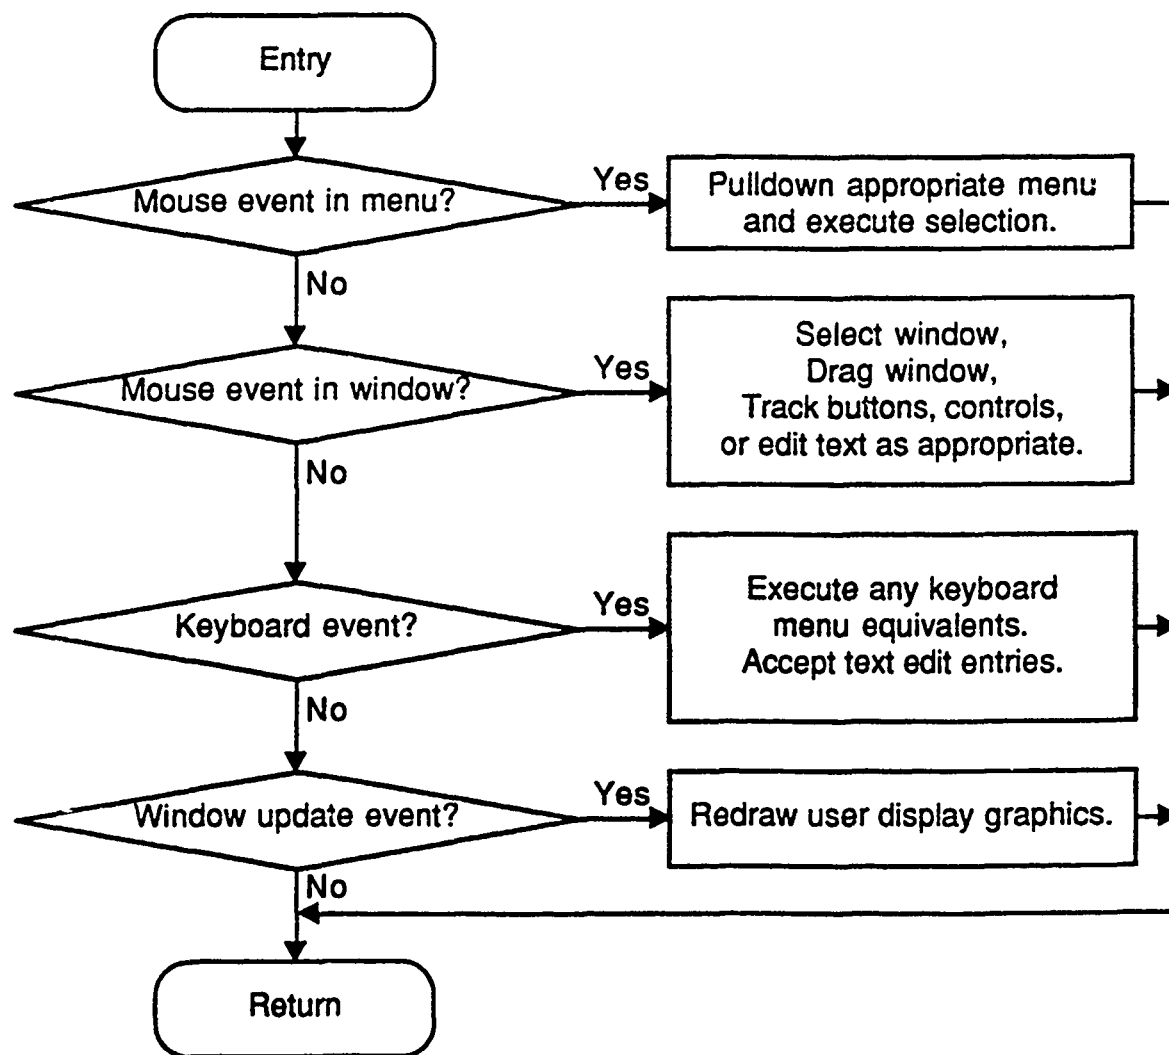 Entry
Mouse event in menu?
Yes
Pulldown appropriate menu
and execute selection.
No
Mouse event in window?
Yes
Select window,
Drag window,
Track buttons, controls,
or edit text as appropriate.
No
Keyboard event?
Yes
Execute any keyboard
menu equivalents.
Accept text edit entries.
No
Window update event?
Yes
Redraw user display graphics.
No
Return